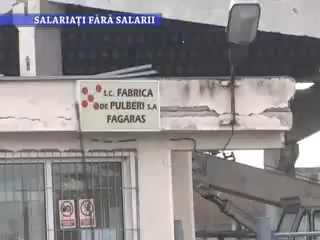 SALARIAȚI FĂRĂ SALARII
S.C. FABRICA
DE PULBERI S.A
FAGARAS